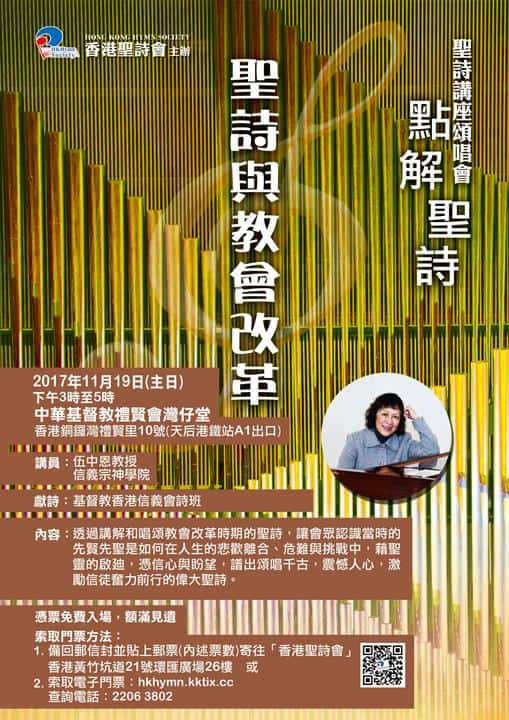 HKHymn
Society
HONG KONG HYMN SOCIETY
香港聖詩會 主辦
聖詩講座頌唱會
點解聖詩
聖詩與教會改革
2017年11月19日(主日)
下午3時至5時
中華基督教禮賢會灣仔堂
香港銅鑼灣禮賢里10號(天后港鐵站A1出口)
講員：伍中恩教授
信義宗神學院
獻詩：基督教香港信義會詩班
內容：透過講解和唱頌教會改革時期的聖詩，讓會眾認識當時的
先賢先聖是如何在人生的悲歡離合、危難與挑戰中，藉聖
靈的啟廸，憑信心與盼望，譜出頌唱千古，震憾人心，激
勵信徒奮力前行的偉大聖詩。
憑票免費入場，額滿見遺
索取門票方法：
1. 備回郵信封並貼上郵票(內述票數)寄往「香港聖詩會」
香港黃竹坑道21號環匯廣場26樓　或
2. 索取電子門票：hkhymn.kktix.cc
查詢電話：2206 3802